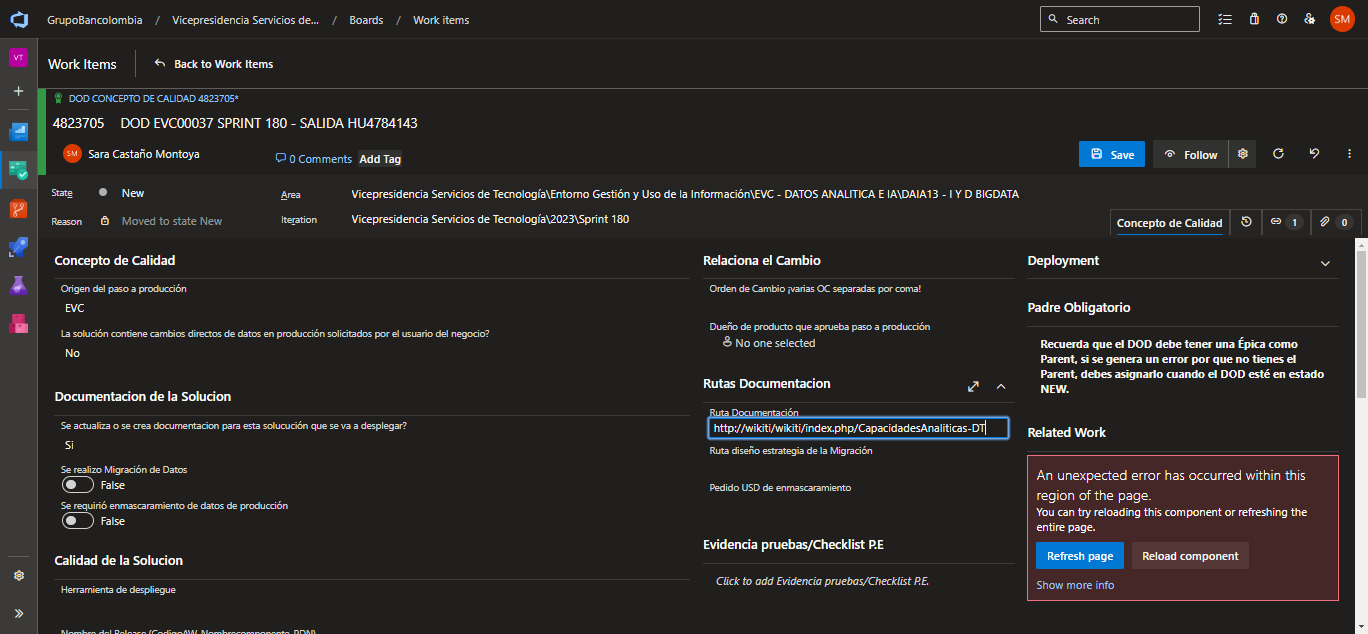 GrupoBancolombia / Vicepresidencia Servicios de... / Boards / Work items
Search
SM
VT
Work Items
Back to Work Items
DOD CONCEPTO DE CALIDAD 4823705*
4823705 DOD EVC00037 SPRINT 180 - SALIDA HU4784143
SM Sara Castaño Montoya
0 Comments
Add Tag
Save
Follow
State New
Area Vicepresidencia Servicios de Tecnología\Entorno Gestión y Uso de la Información\EVC - DATOS ANALITICA E IA\DAIA13 - I Y D BIGDATA
Reason Moved to state New
Iteration Vicepresidencia Servicios de Tecnología\2023\Sprint 180
Concepto de Calidad
1
0
Concepto de Calidad
Origen del paso a producción
EVC
La solución contiene cambios directos de datos en producción solicitados por el usuario del negocio?
No
Documentacion de la Solucion
Se actualiza o se crea documentacion para esta solucución que se va a desplegar?
Si
Se realizo Migración de Datos
False
Se requirió enmascaramiento de datos de producción
False
Calidad de la Solucion
Herramienta de despliegue
Nombre del Release (CodigoAW_Nombrecomponente_PDN)
Relaciona el Cambio
Orden de Cambio ¡varias OC separadas por coma!
Dueño de producto que aprueba paso a producción
No one selected
Rutas Documentacion
Ruta Documentación
http://wikiti/wikiti/index.php/CapacidadesAnaliticas-DT
Ruta diseño estrategia de la Migración
Pedido USD de enmascaramiento
Evidencia pruebas/Checklist P.E
Click to add Evidencia pruebas/Checklist P.E.
Deployment
Padre Obligatorio
Recuerda que el DOD debe tener una Épica como
Parent, si se genera un error por que no tienes el
Parent, debes asignarlo cuando el DOD esté en estado
NEW.
Related Work
An unexpected error has occurred within this
region of the page.
You can try reloading this component or refreshing the
entire page.
Refresh page
Reload component
Show more info